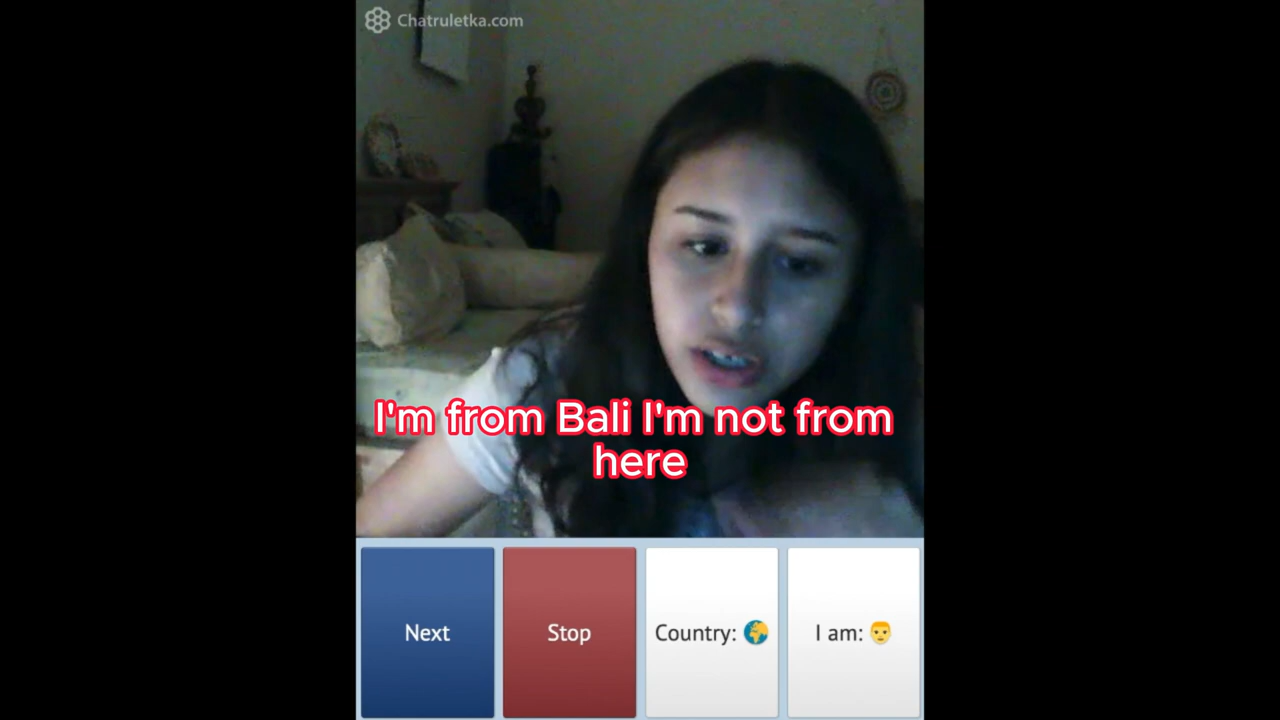 Chatruletka.com
I'm from Bali I'm not from
here
Next
Stop
Country:
I am: